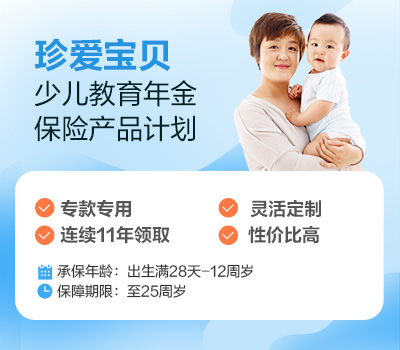 珍爱宝贝
少儿教育年金
保险产品计划
专款专用 灵活定制
连续11年领取 性价比高
承保年龄：出生满28天-12周岁
保障期限：至25周岁